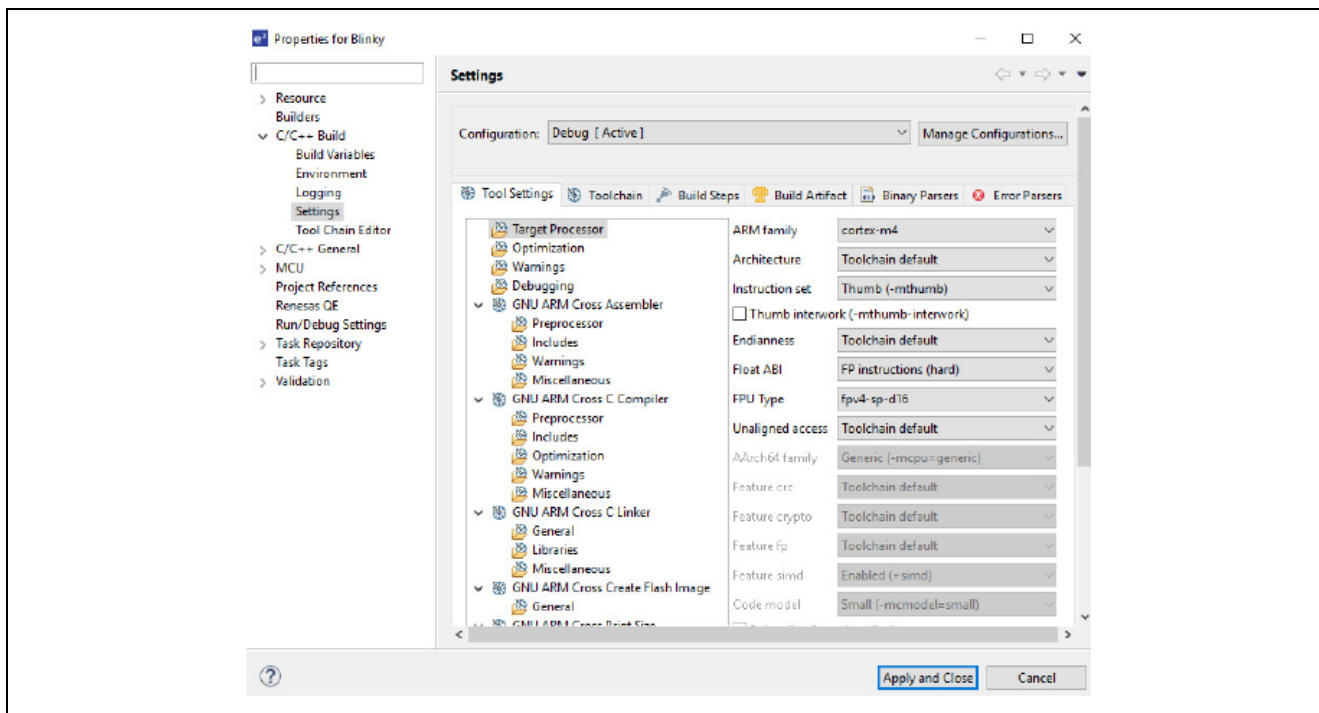 e² Properties for Blinky
Settings
Resource
Builders
C/C++ Build
Build Variables
Environment
Logging
Settings
Tool Chain Editor
C/C++ General
MCU
Project References
Renesas QE
Run/Debug Settings
Task Repository
Task Tags
Validation
Configuration: Debug [ Active ] Manage Configurations...
Tool Settings Toolchain Build Steps Build Artifact Binary Parsers Error Parsers
Target Processor
Optimization
Warnings
Debugging
GNU ARM Cross Assembler
Preprocessor
Includes
Warnings
Miscellaneous
GNU ARM Cross C Compiler
Preprocessor
Includes
Optimization
Warnings
Miscellaneous
GNU ARM Cross C Linker
General
Libraries
Miscellaneous
GNU ARM Cross Create Flash Image
General
GNU ARM Cross Print Size
ARM family cortex-m4
Architecture Toolchain default
Instruction set Thumb (-mthumb)
Thumb interwork (-mthumb-interwork)
Endianness Toolchain default
Float ABI FP instructions (hard)
FPU Type fpv4-sp-d16
Unaligned access Toolchain default
AArch64 family Generic (-mcpu=generic)
Feature crc Toolchain default
Feature crypto Toolchain default
Feature fp Toolchain default
Feature simd Enabled (+simd)
Code model Small (-mcmodel=small)
? Apply and Close Cancel